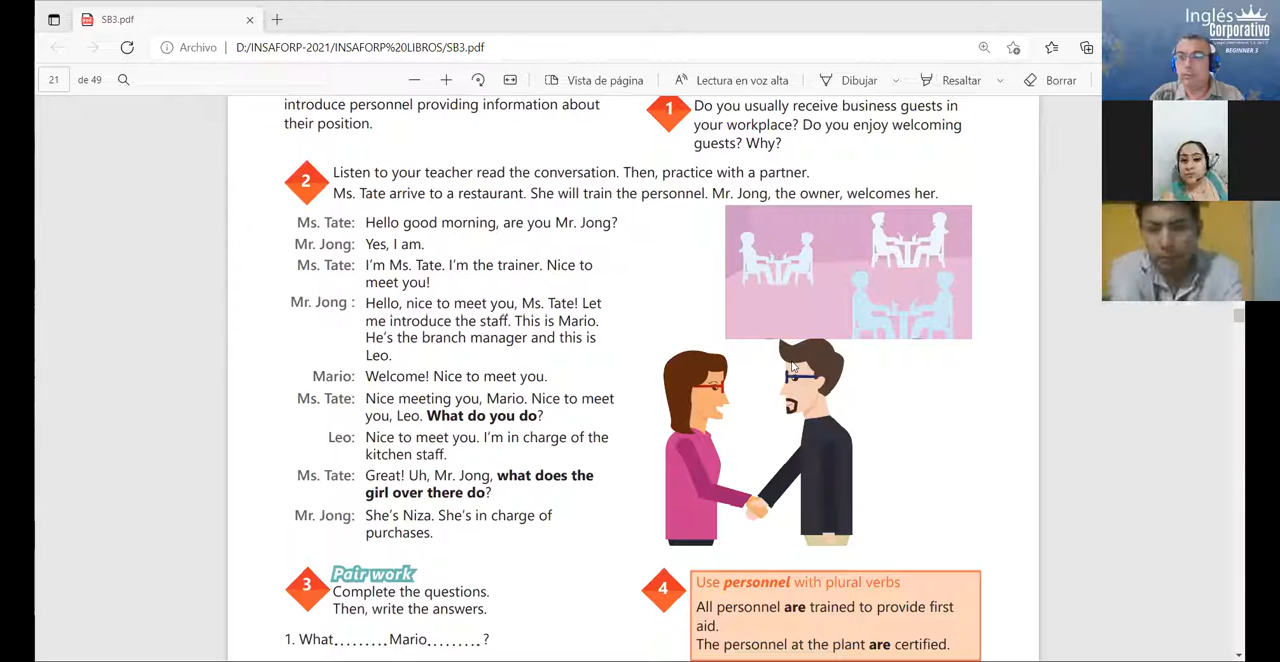 SB3.pdf
Archivo
D:/INSAFORP-2021/INSAFORP%20LIBROS/SB3.pdf
21
de 49
Vista de página
Lectura en voz alta
Dibujar
Resaltar
Borrar
Inglés
Corporativo
BEGINNER 3
introduce personnel providing information about
their position.
1
Do you usually receive business guests in
your workplace? Do you enjoy welcoming
guests? Why?
2
Listen to your teacher read the conversation. Then, practice with a partner.
Ms. Tate arrive to a restaurant. She will train the personnel. Mr. Jong, the owner, welcomes her.
Ms. Tate: Hello good morning, are you Mr. Jong?
Mr. Jong: Yes, I am.
Ms. Tate: I'm Ms. Tate. I'm the trainer. Nice to
meet you!
Mr. Jong : Hello, nice to meet you, Ms. Tate! Let
me introduce the staff. This is Mario.
He's the branch manager and this is
Leo.
Mario: Welcome! Nice to meet you.
Ms. Tate: Nice meeting you, Mario. Nice to meet
you, Leo. What do you do?
Leo: Nice to meet you. I'm in charge of the
kitchen staff.
Ms. Tate: Great! Uh, Mr. Jong, what does the
girl over there do?
Mr. Jong: She's Niza. She's in charge of
purchases.
3
Pair work
Complete the questions.
Then, write the answers.
1. What........Mario........?
4
Use personnel with plural verbs
All personnel are trained to provide first
aid.
The personnel at the plant are certified.